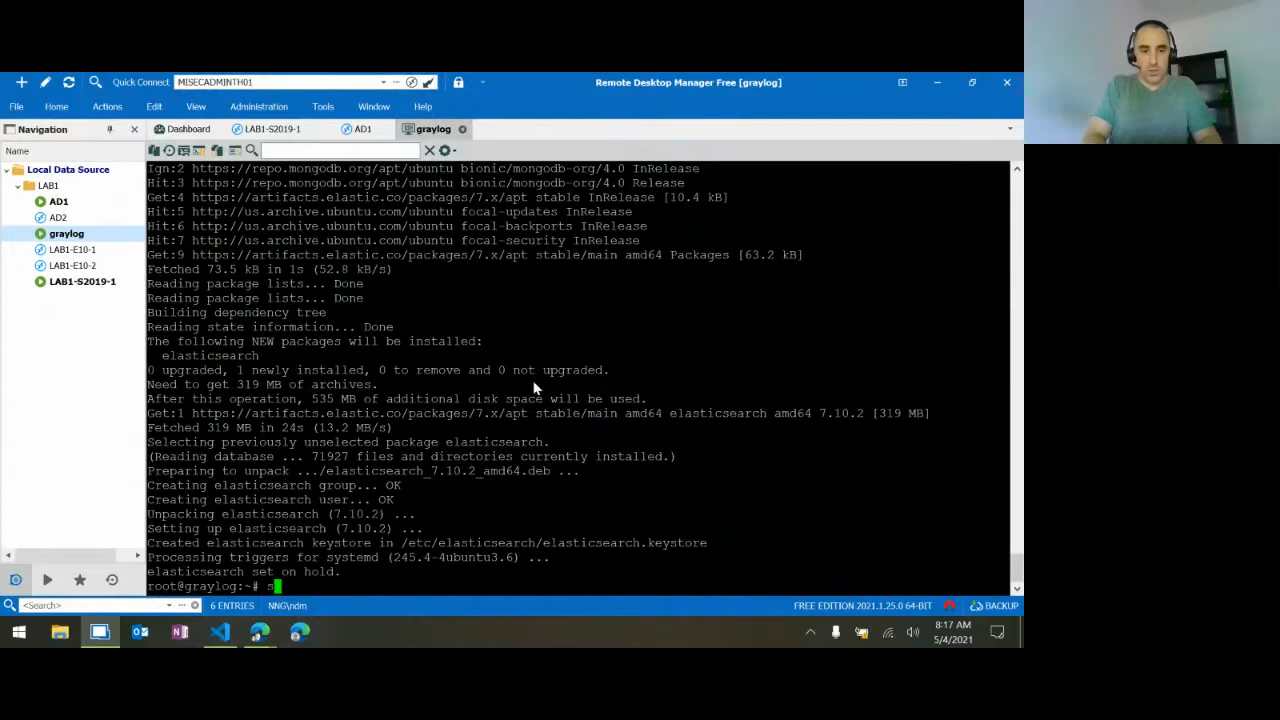 Quick Connect MISECADMINTH01 Remote Desktop Manager Free [graylog]
File Home Actions Edit View Administration Tools Window Help
Navigation Dashboard LAB1-S2019-1 AD1 graylog
Name
Local Data Source
LAB1
AD1
AD2
graylog
LAB1-E10-1
LAB1-E10-2
LAB1-S2019-1
Ign:2 https://repo.mongodb.org/apt/ubuntu bionic/mongodb-org/4.0 InRelease
Hit:3 https://repo.mongodb.org/apt/ubuntu bionic/mongodb-org/4.0 Release
Get:4 https://artifacts.elastic.co/packages/7.x/apt stable InRelease [10.4 kB]
Hit:5 http://us.archive.ubuntu.com/ubuntu focal-updates InRelease
Hit:6 http://us.archive.ubuntu.com/ubuntu focal-backports InRelease
Hit:7 http://us.archive.ubuntu.com/ubuntu focal-security InRelease
Get:9 https://artifacts.elastic.co/packages/7.x/apt stable/main amd64 Packages [63.2 kB]
Fetched 73.5 kB in 1s (52.8 kB/s)
Reading package lists... Done
Reading package lists... Done
Building dependency tree
Reading state information... Done
The following NEW packages will be installed:
elasticsearch
0 upgraded, 1 newly installed, 0 to remove and 0 not upgraded.
Need to get 319 MB of archives.
After this operation, 535 MB of additional disk space will be used.
Get:1 https://artifacts.elastic.co/packages/7.x/apt stable/main amd64 elasticsearch amd64 7.10.2 [319 MB]
Fetched 319 MB in 24s (13.2 MB/s)
Selecting previously unselected package elasticsearch.
(Reading database ... 71927 files and directories currently installed.)
Preparing to unpack .../elasticsearch_7.10.2_amd64.deb ...
Creating elasticsearch group... OK
Creating elasticsearch user... OK
Unpacking elasticsearch (7.10.2) ...
Setting up elasticsearch (7.10.2) ...
Created elasticsearch keystore in /etc/elasticsearch/elasticsearch.keystore
Processing triggers for systemd (245.4-4ubuntu3.6) ...
elasticsearch set on hold.
root@graylog:~# s
<Search> 6 ENTRIES NNG\ndm FREE EDITION 2021.1.25.0 64-BIT BACKUP
8:17 AM
5/4/2021